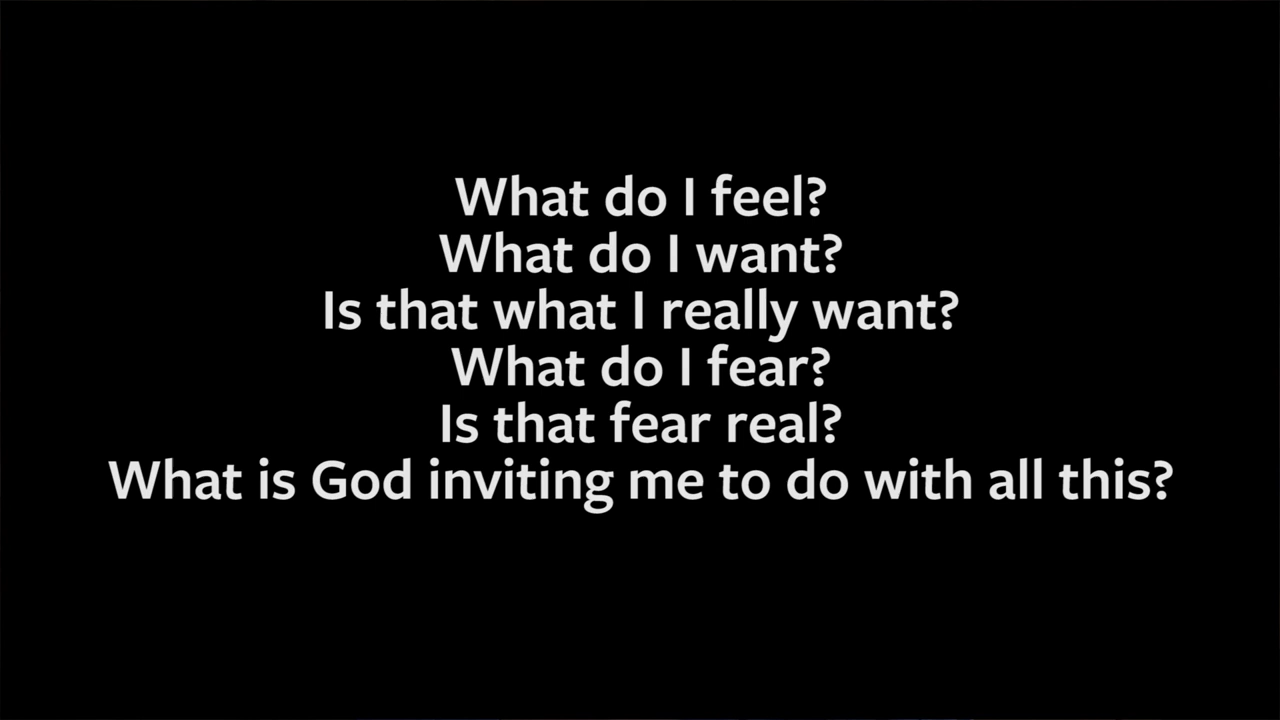 What do I feel?
What do I want?
Is that what I really want?
What do I fear?
Is that fear real?
What is God inviting me to do with all this?